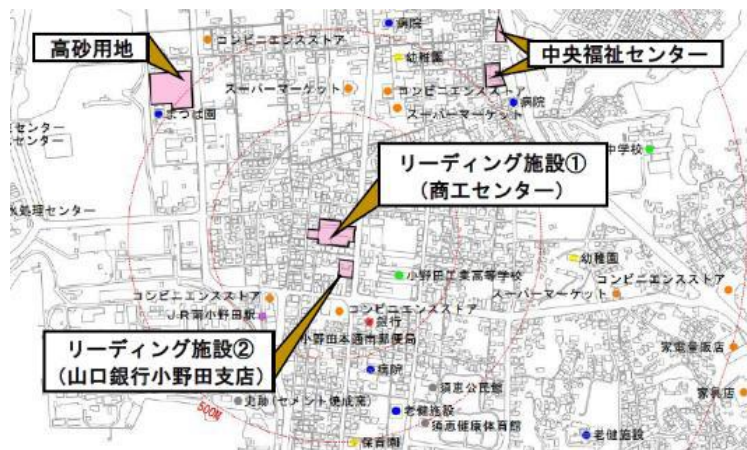 病院
コンビニエンスストア
高砂用地
幼稚園
中央福祉センター
スーパーマーケット
コンビニエンスストア
病院
スーパーマーケット
まつば園
センター
センター
中学校
リーディング施設①
(商工センター)
水処理センター
幼稚園
小野田工業高等学校
コンビニエンスストア
スーパーマーケット
コンビニエンスストア
コンビニエンスストア
JR南小野田駅
銀行
小野田本通南郵便局
リーディング施設②
(山口銀行小野田支店)
家電量販店
病院
須恵公民館
家具店
史跡(セメント焼成窯)
500m
老健施設
須恵健康体育館
老健施設
保育園